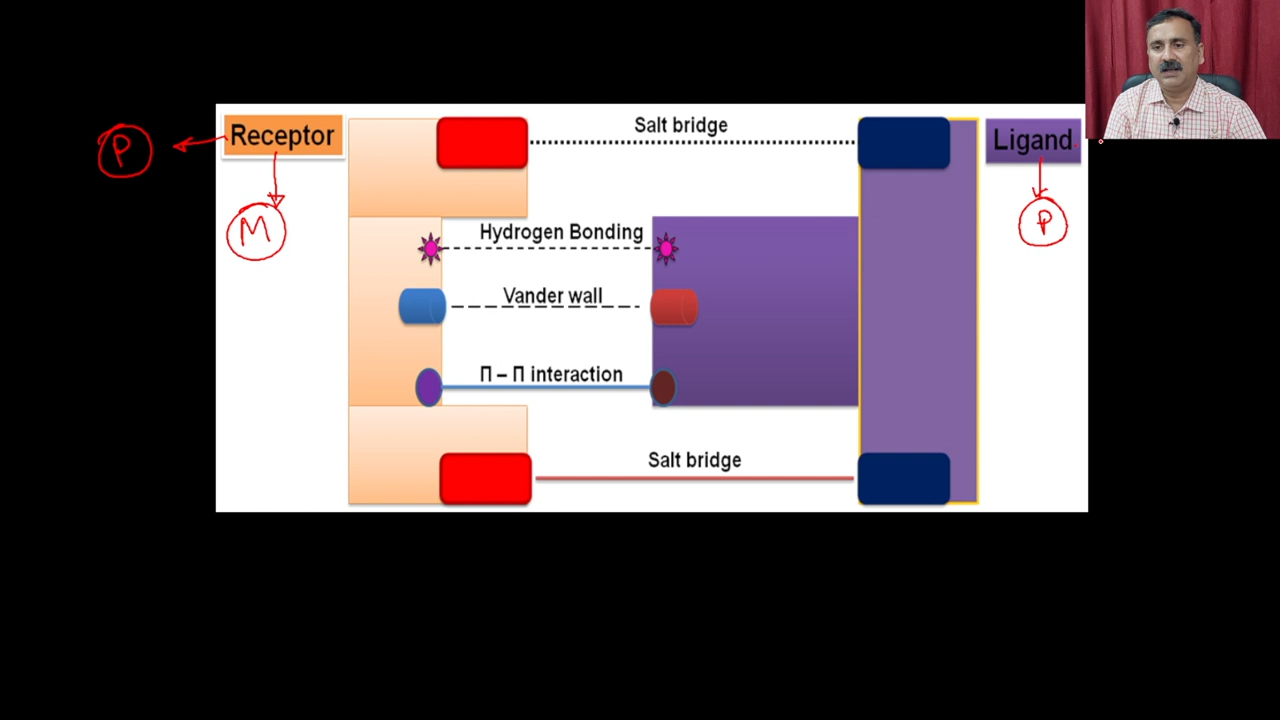 Receptor
Salt bridge
Ligand
P
M
P
Hydrogen Bonding
Vander wall
Π – Π interaction
Salt bridge